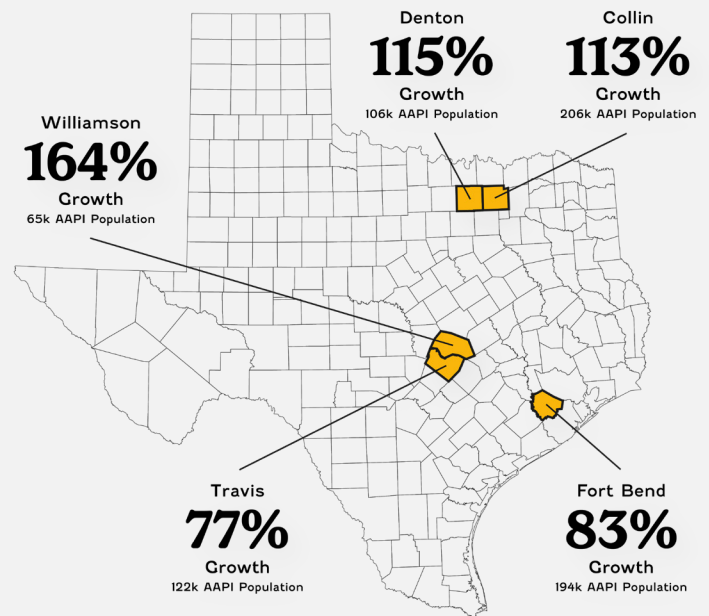 Denton
115%
Growth
106k AAPI Population
Collin
113%
Growth
206k AAPI Population
Williamson
164%
Growth
65k AAPI Population
Travis
77%
Growth
122k AAPI Population
Fort Bend
83%
Growth
194k AAPI Population